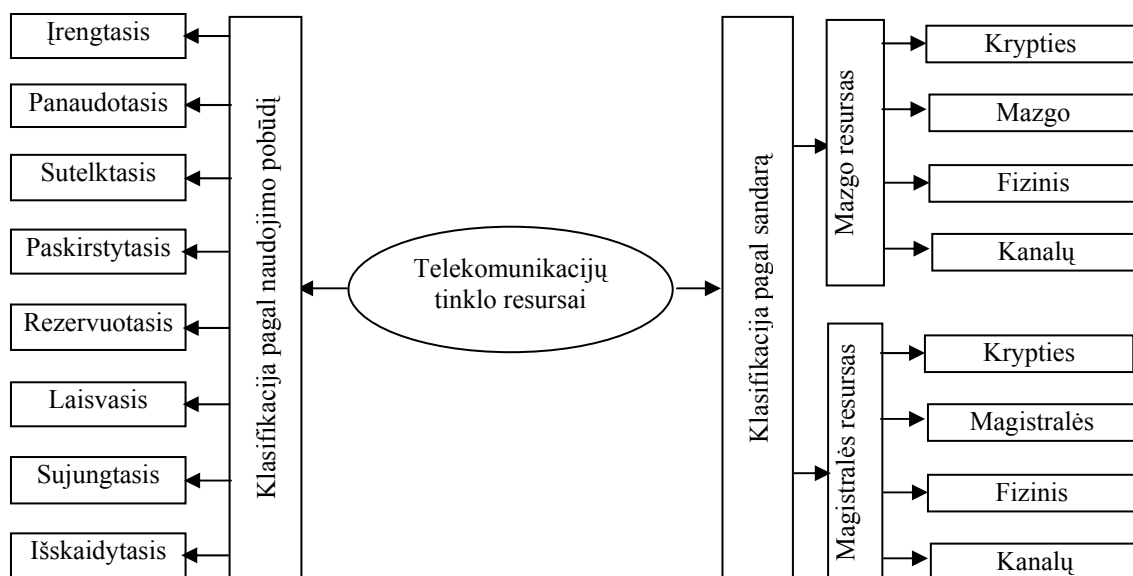 Įrengtasis
Panaudotasis
Sutelktasis
Paskirstytasis
Rezervuotasis
Laisvasis
Sujungtasis
Išskaidytasis
Klasifikacija pagal naudojimo pobūdį
Telekomunikacijų
tinklo resursai
Klasifikacija pagal sandarą
Mazgo resursas
Krypties
Mazgo
Fizinis
Kanalų
Magistralės resursas
Krypties
Magistralės
Fizinis
Kanalų